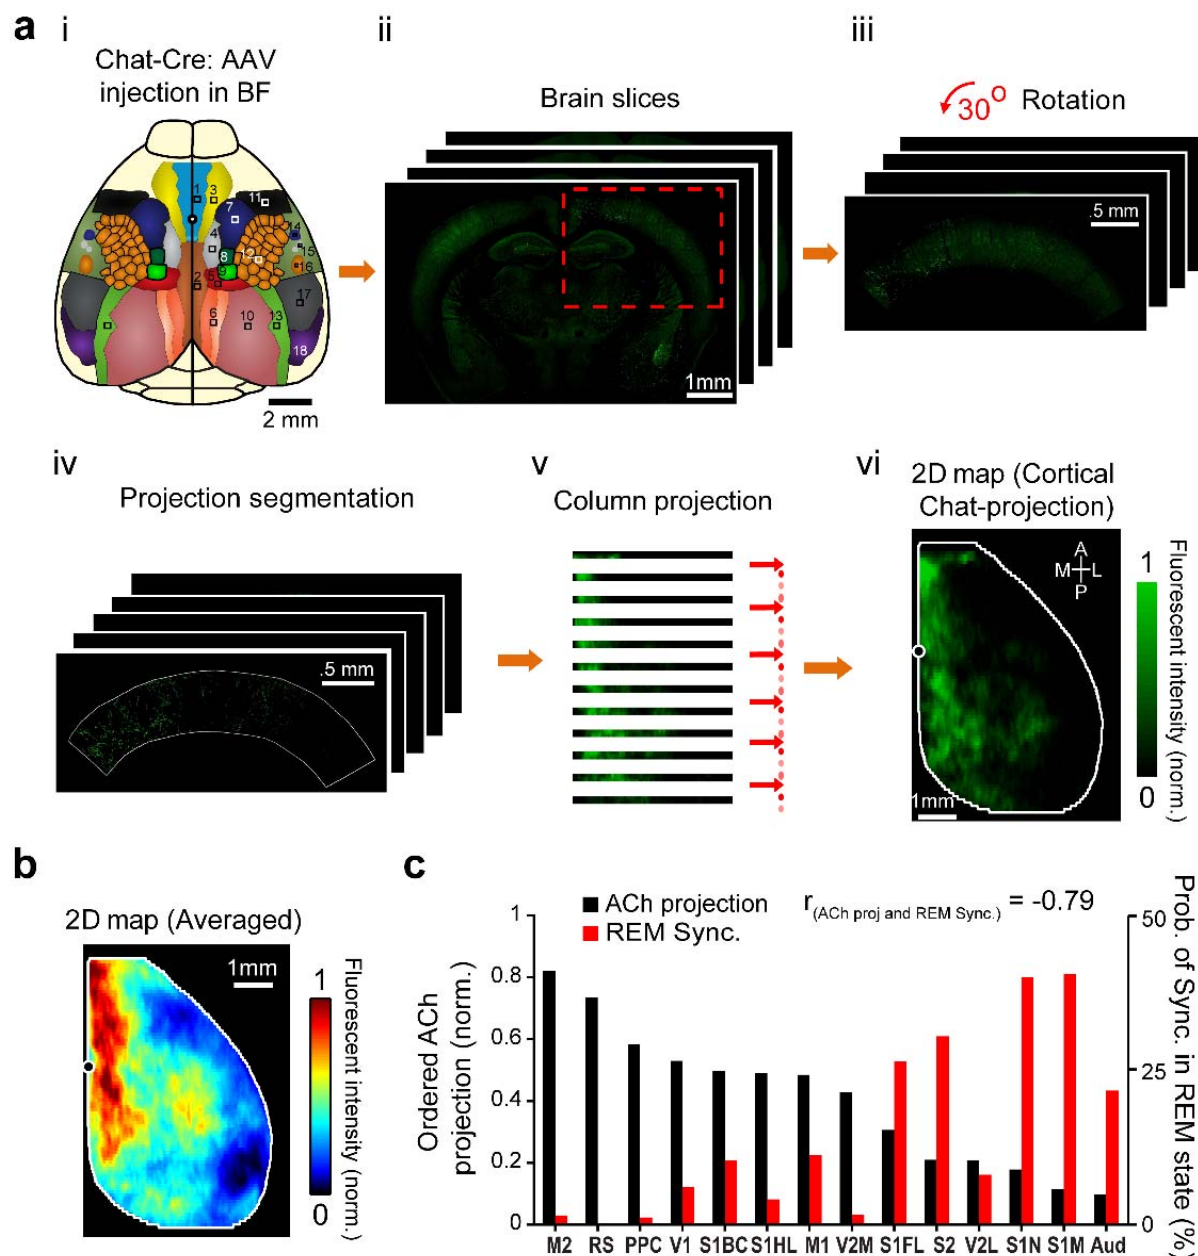 a
i
Chat-Cre: AAV
injection in BF
1
3
11
7
4
14
8
12
15
9
16
2
5
17
6
10
13
18
2 mm
ii
Brain slices
1mm
iii
30° Rotation
.5 mm
iv
Projection segmentation
.5 mm
v
Column projection
vi
2D map (Cortical
Chat-projection)
A
M L
P
1mm
1
0
Fluorescent intensity (norm.)
b
2D map (Averaged)
1mm
1
0
Fluorescent intensity (norm.)
c
ACh projection
REM Sync.
r(ACh proj and REM Sync.) = -0.79
Ordered ACh
projection (norm.)
1
0.8
0.6
0.4
0.2
0
50
25
0
Prob. of Sync. in REM state (%)
M2 RS PPC V1 S1BC S1HL M1 V2M S1FL S2 V2L S1N S1M Aud